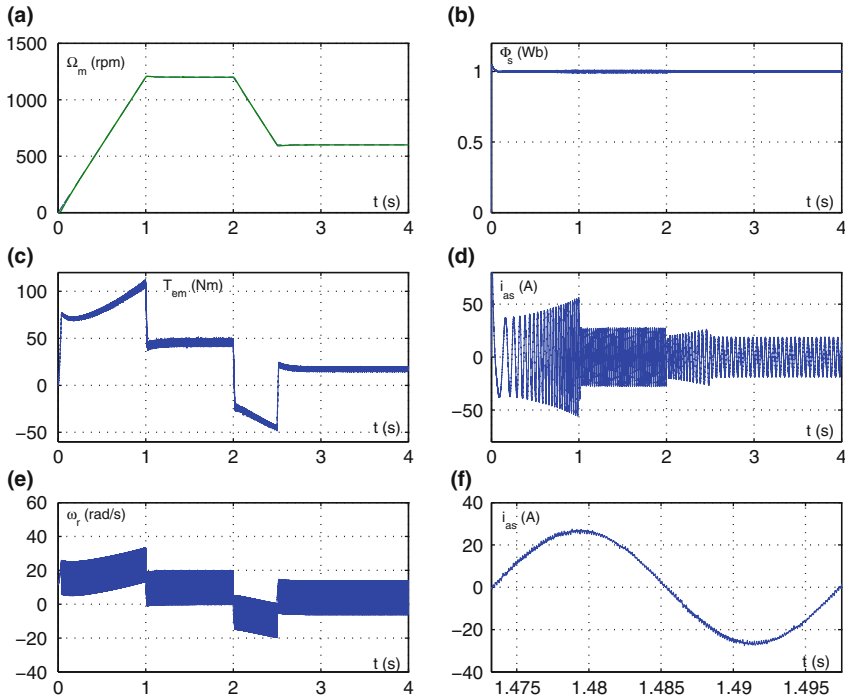 (a)
Ω_m (rpm)
1500
1000
500
0
0 1 2 3 4
t (s)
(b)
Φ_s (Wb)
1
0.5
0
0 1 2 3 4
t (s)
(c)
T_em (Nm)
100
50
0
−50
0 1 2 3 4
t (s)
(d)
i_as (A)
50
0
−50
0 1 2 3 4
t (s)
(e)
ω_r (rad/s)
60
40
20
0
−20
−40
0 1 2 3 4
t (s)
(f)
i_as (A)
40
20
0
−20
−40
1.475 1.48 1.485 1.49 1.495
t (s)